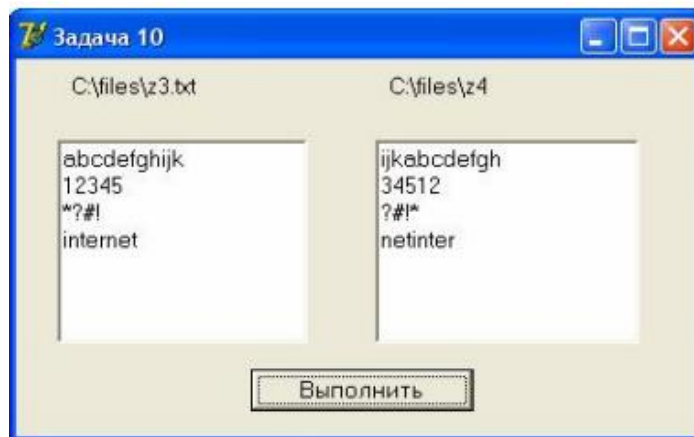 Задача 10
C:\files\z3.txt
C:\files\z4
abcdefghijk
12345
*?#!
internet
ijkabcdefgh
34512
?#!*
netinter
Выполнить